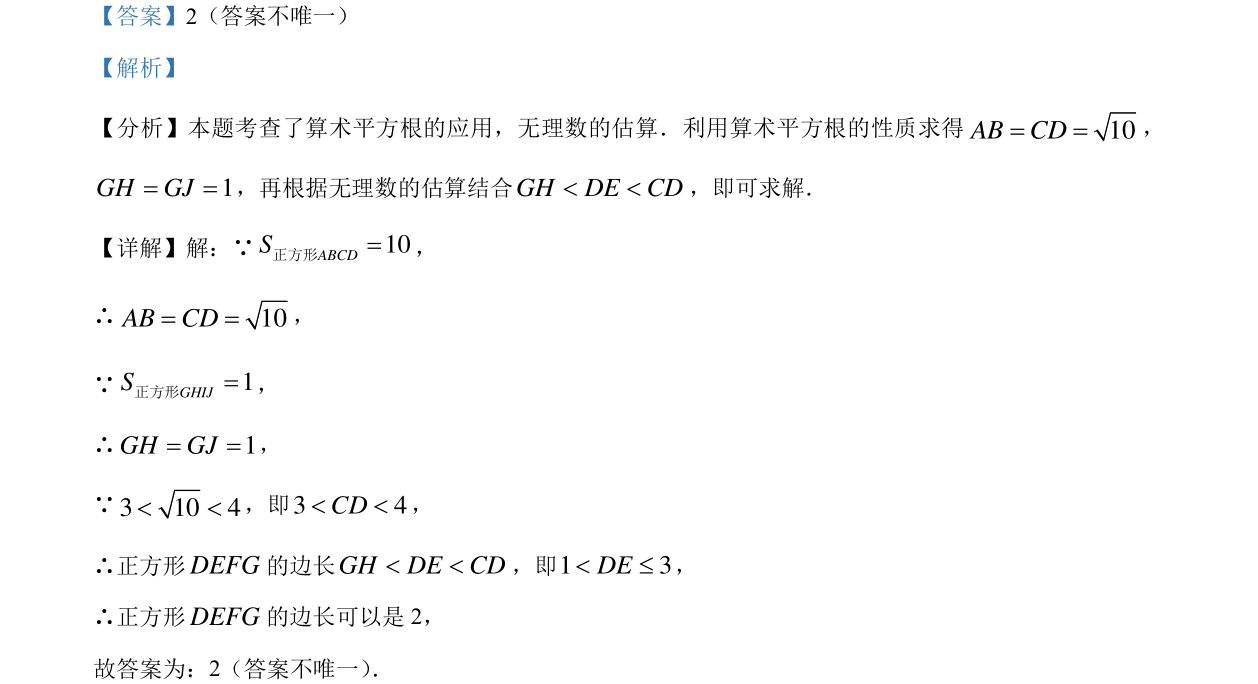 【答案】2（答案不唯一）
【解析】
【分析】本题考查了算术平方根的应用，无理数的估算．利用算术平方根的性质求得 AB = CD = √10 ，
GH = GJ = 1，再根据无理数的估算结合GH < DE < CD ，即可求解．
【详解】解：∵ S正方形ABCD = 10 ，
∴ AB = CD = √10 ，
∵ S正方形GHIJ = 1，
∴ GH = GJ = 1，
∵ 3 < √10 < 4 ，即 3 < CD < 4 ，
∴正方形 DEFG 的边长 GH < DE < CD ，即 1 < DE ≤ 3，
∴正方形 DEFG 的边长可以是 2，
故答案为：2（答案不唯一）．